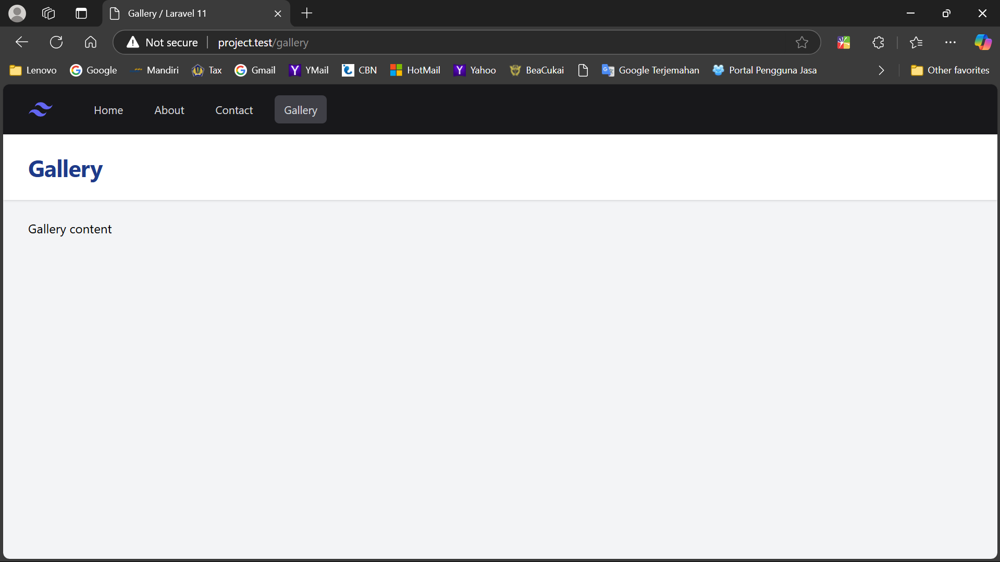 Gallery / Laravel 11
Not secure project.test/gallery
Lenovo Google Mandiri Tax Gmail YMail CBN HotMail Yahoo BeaCukai Google Terjemahan Portal Pengguna Jasa Other favorites
Home About Contact Gallery
Gallery
Gallery content